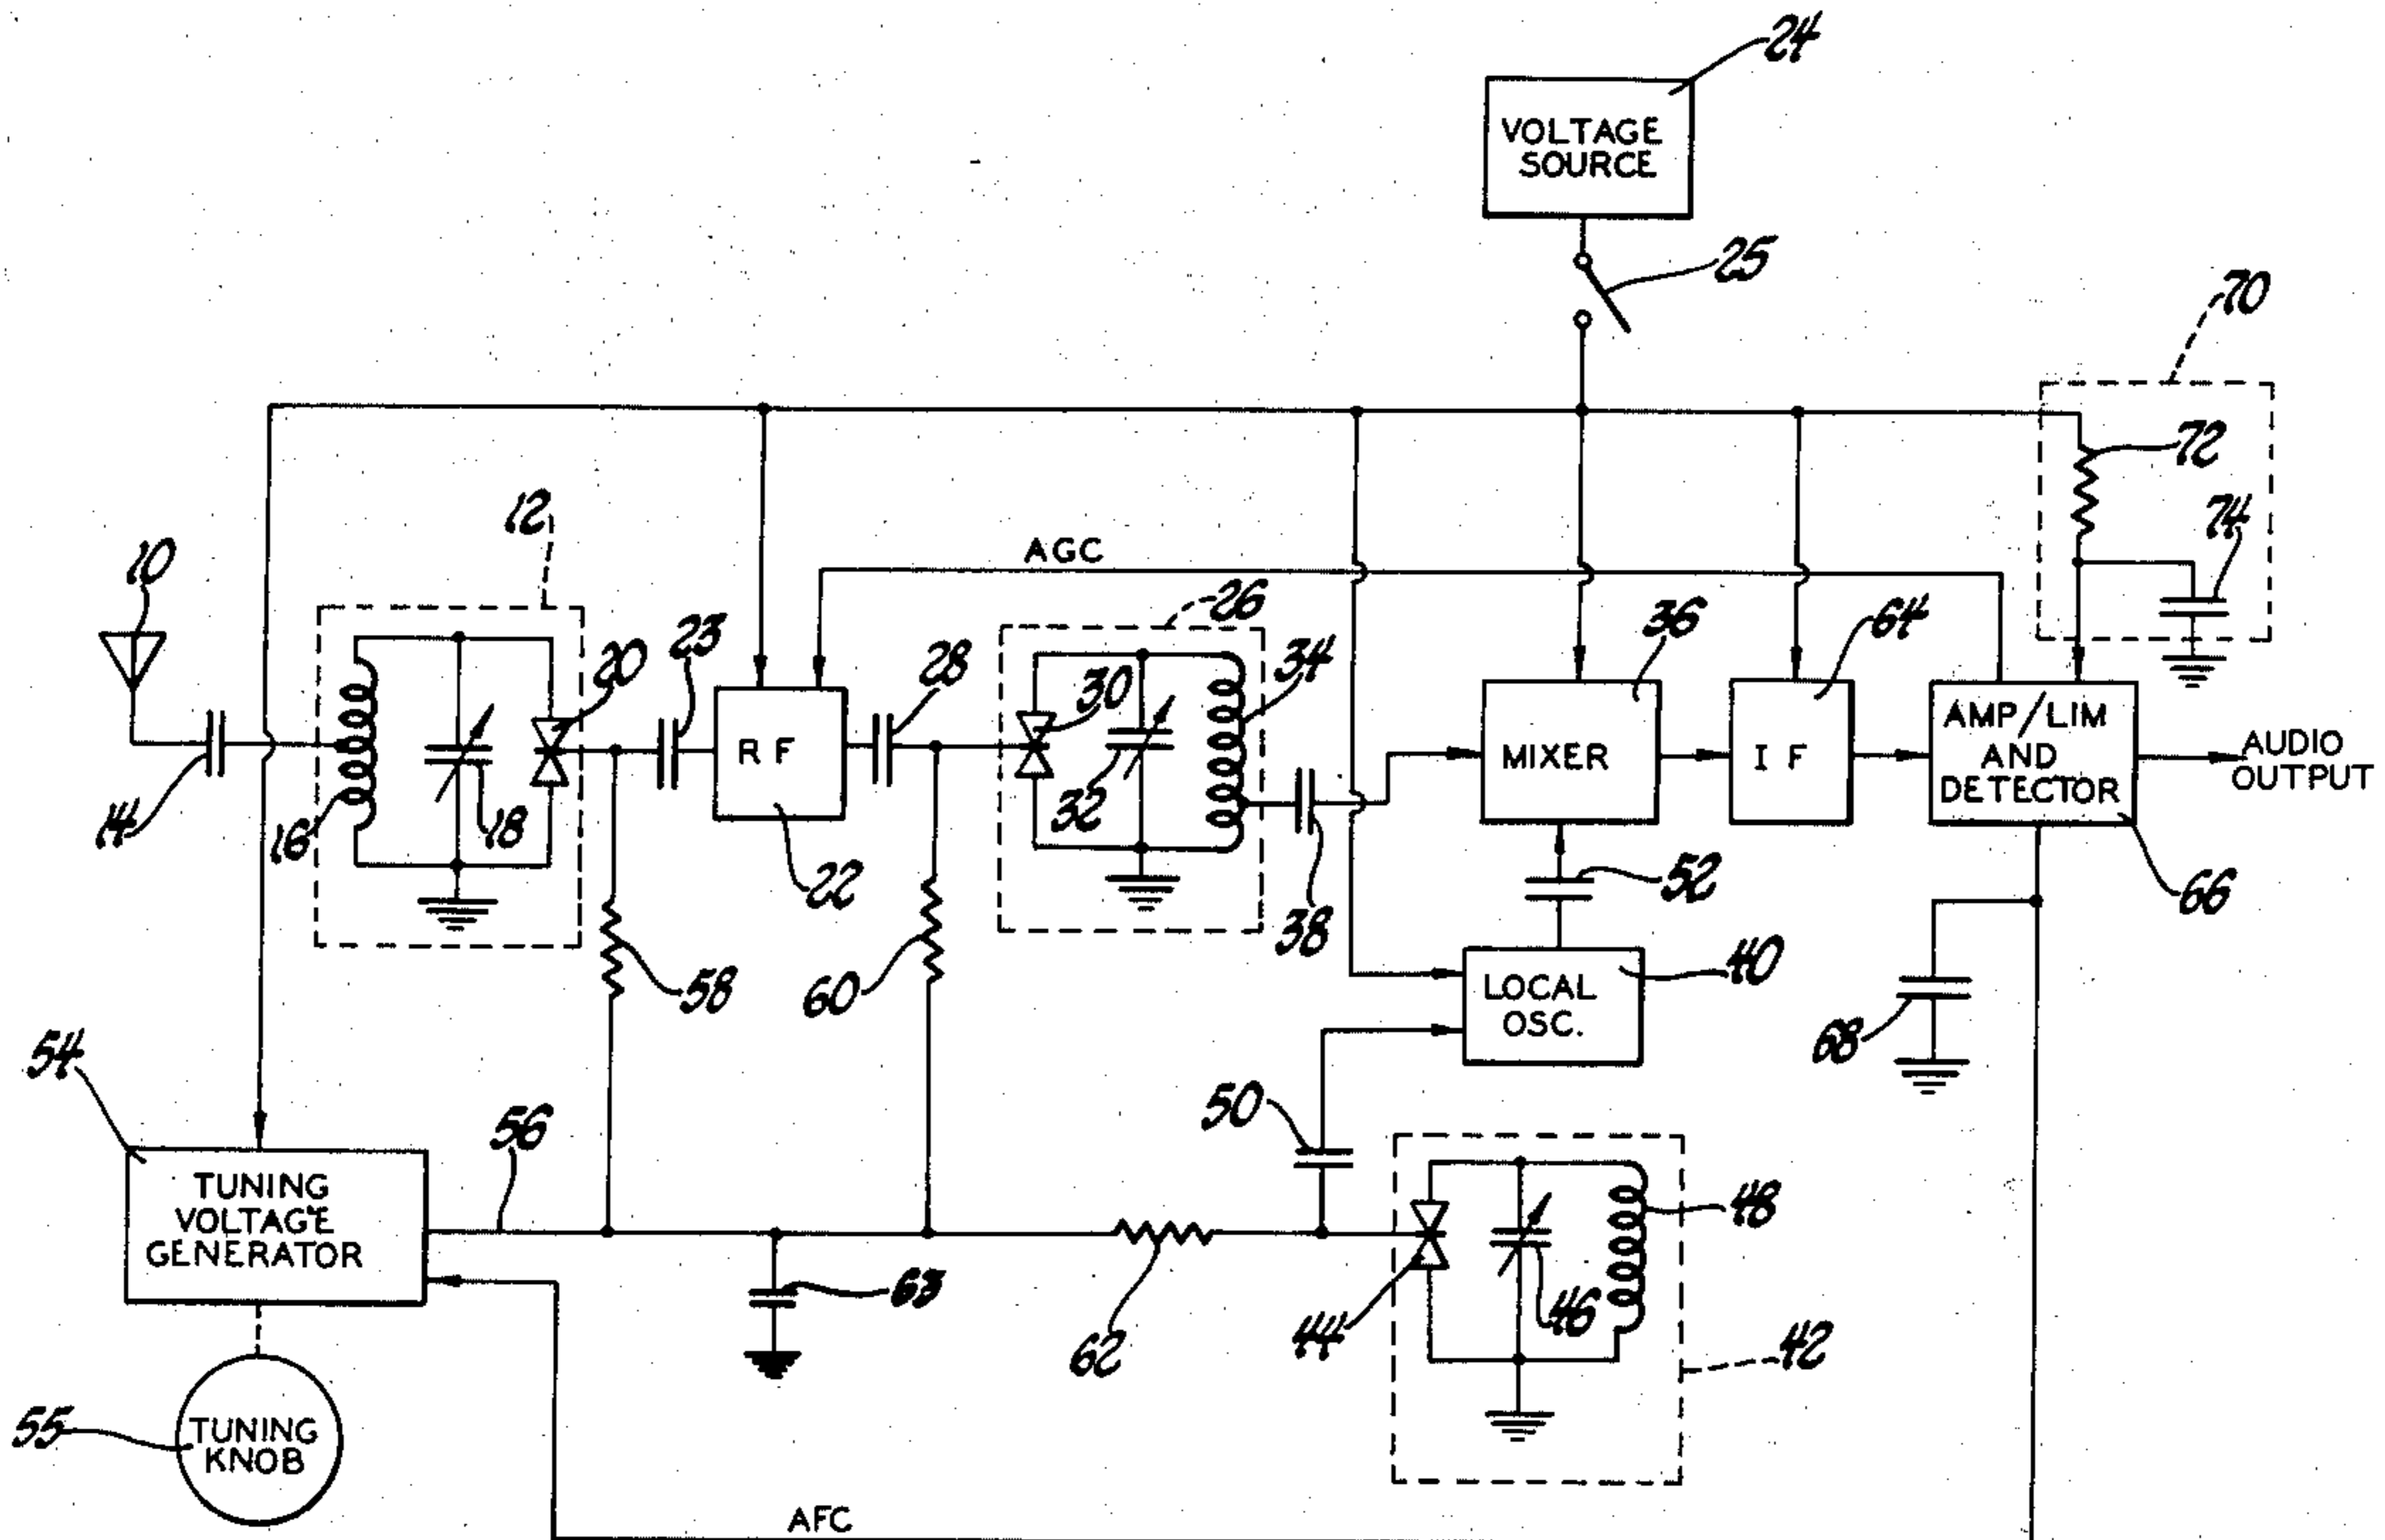 24
VOLTAGE
SOURCE
25
70
72
74
12
10
AGC
26
23
20
28
30
34
36
64
RF
MIXER
IF
AMP/LIM
AND
DETECTOR
AUDIO
OUTPUT
14
16
18
32
22
38
52
66
58
60
40
LOCAL
OSC.
68
54
56
50
TUNING
VOLTAGE
GENERATOR
63
62
44
46
48
42
55
TUNING
KNOB
AFC